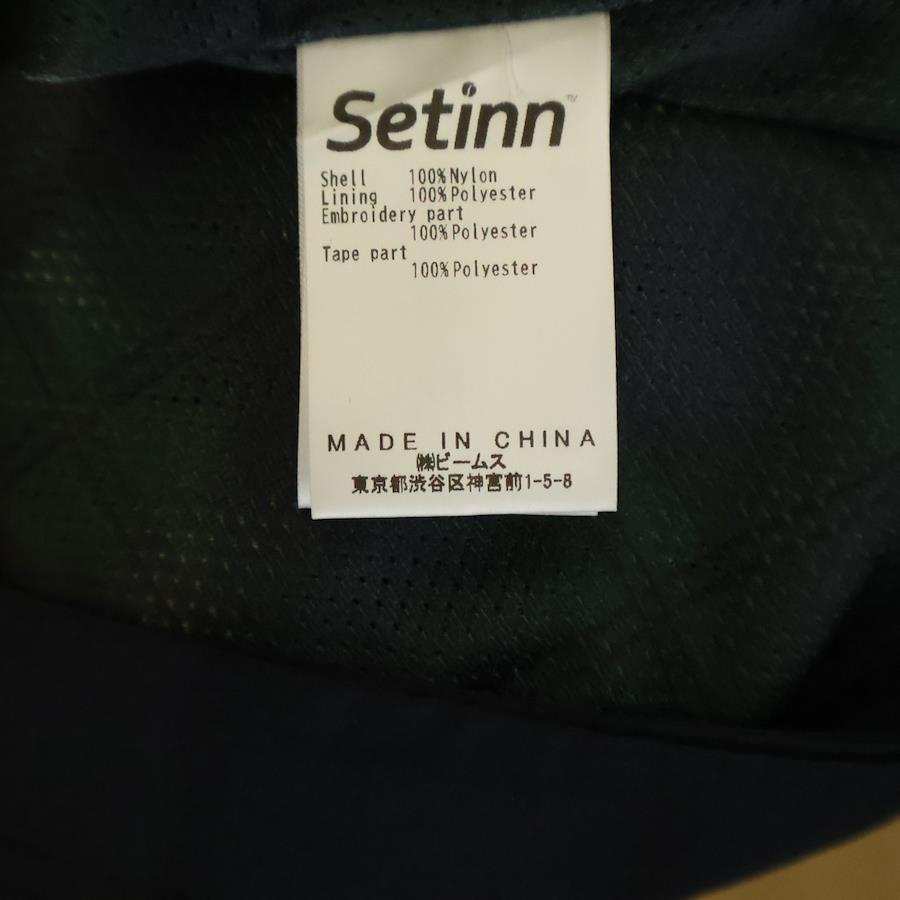 Setinn™
Shell 100%Nylon
Lining 100%Polyester
Embroidery part
100%Polyester
Tape part
100%Polyester
MADE IN CHINA
㈱ビームス
東京都渋谷区神宮前1-5-8